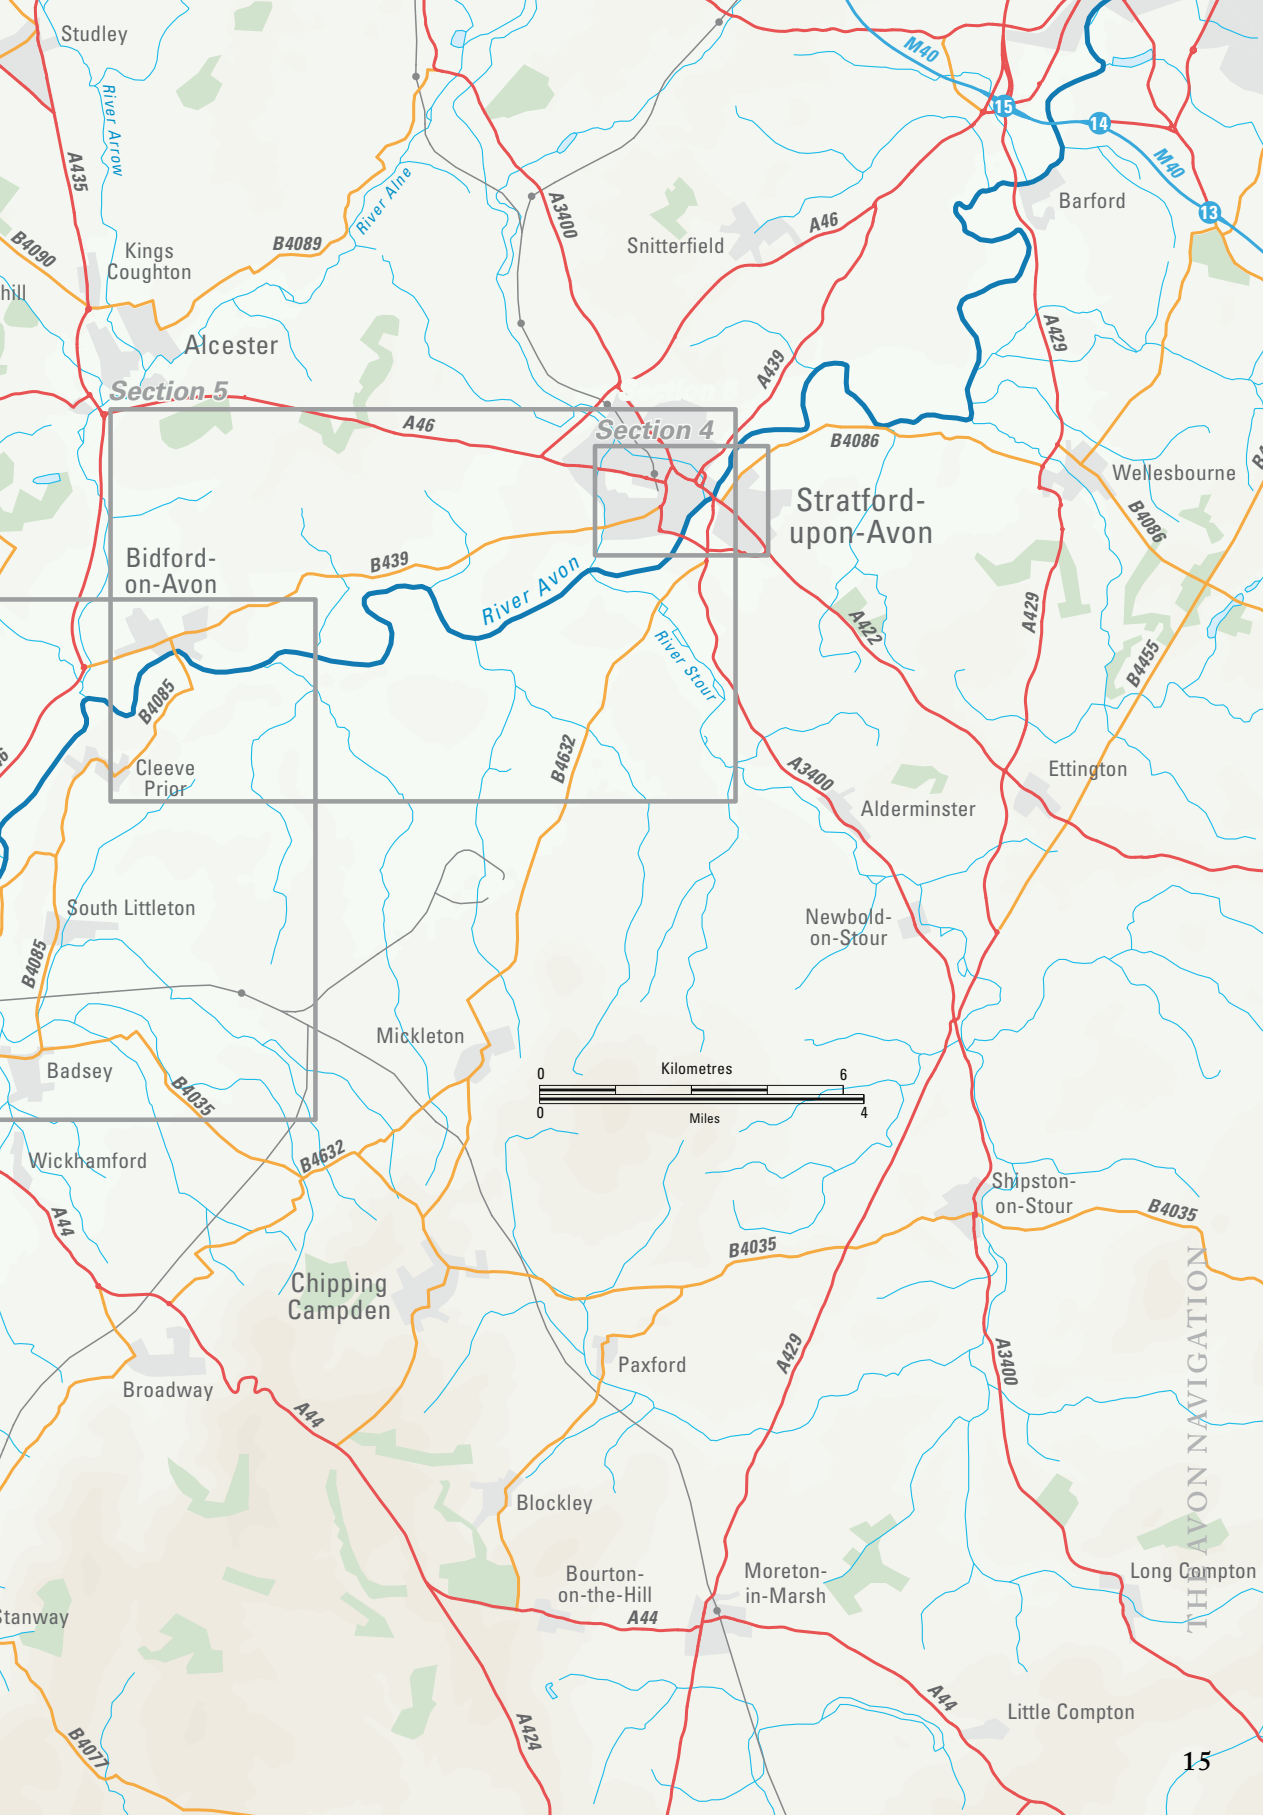 Studley
M40
15
14
M40
13
River Arrow
A435
River Alne
A3400
Barford
B4090
Kings
Coughton
B4089
Snitterfield
A46
hill
Alcester
A439
A429
Section 5
A46
Section 4
B4086
Wellesbourne
Stratford-
upon-Avon
B4086
Bidford-
on-Avon
B439
River Avon
A422
A429
B4455
River Stour
B4085
B4632
Cleeve
Prior
A3400
Ettington
Alderminster
South Littleton
Newbold-
on-Stour
B4085
Mickleton
0
Kilometres
6
0
Miles
4
Badsey
B4035
Wickhamford
B4632
Shipston-
on-Stour
B4035
A44
B4035
Chipping
Campden
Paxford
A429
A3400
Broadway
A44
Blockley
Bourton-
on-the-Hill
Moreton-
in-Marsh
Long Compton
A44
Stanway
A44
Little Compton
A424
B4077
THE AVON NAVIGATION
15